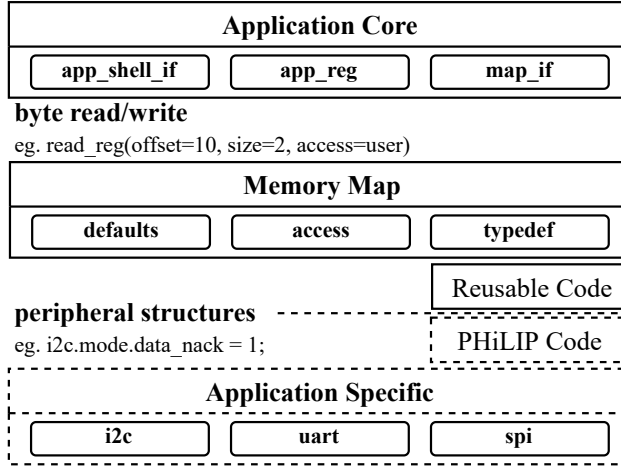 Application Core
app_shell_if app_reg map_if
byte read/write
eg. read_reg(offset=10, size=2, access=user)
Memory Map
defaults access typedef
Reusable Code
peripheral structures
PHiLIP Code
eg. i2c.mode.data_nack = 1;
Application Specific
i2c uart spi